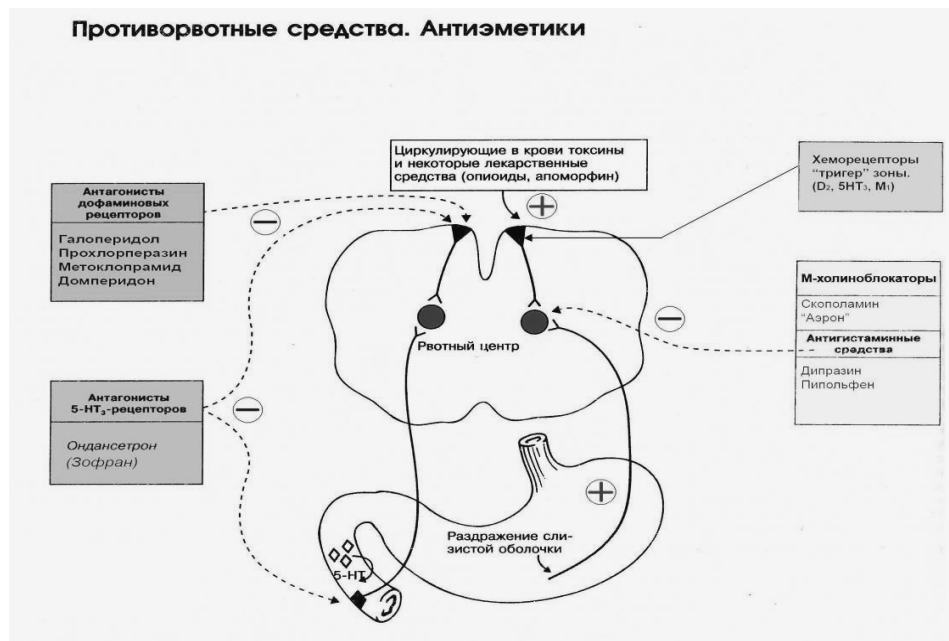 Противорвотные средства. Антиэметики
Циркулирующие в крови токсины
и некоторые лекарственные
средства (опиоиды, апоморфин)
Хеморецепторы
“тригер” зоны.
(D₂, 5HT₃, M₁)
Антагонисты
дофаминовых
рецепторов
Галоперидол
Прохлорперазин
Метоклопрамид
Домперидон
М-холиноблокаторы
Скополамин
“Аэрон”
Антигистаминные
средства
Дипразин
Пипольфен
Рвотный центр
Антагонисты
5-НТ₃-рецепторов
Ондансетрон
(Зофран)
Раздражение сли-
зистой оболочки
5-НТ